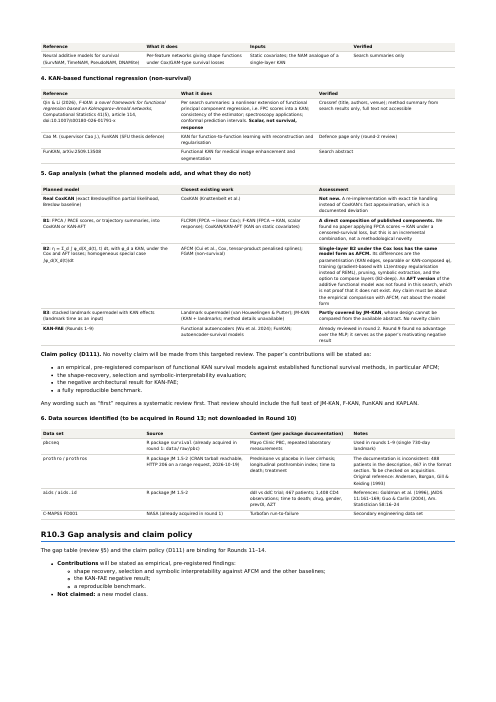 Reference What it does Inputs Verified
Neural additive models for survival Per-feature networks giving shape functions Static covariates; the NAM analogue of a Search summaries only
(SurvNAM, TimeNAM, PseudoNAM, DNAMite) under Cox/GAM-type survival losses single-layer KAN
4. KAN-based functional regression (non-survival)
Reference What it does Verified
Qin & Li (2026), F-KAN: a novel framework for functional Per search summaries: a nonlinear extension of functional Crossref (title, authors, venue); method summary from
regression based on Kolmogorov–Arnold networks, principal component regression, i.e. FPC scores into a KAN; search results only, full text not accessible
Computational Statistics 41(5), article 114, consistency of the estimator; spectroscopy applications;
conformal prediction intervals. Scalar, not survival,
response
Cao M. (supervisor Cao J.), FunKAN (SFU thesis defence) KAN for function-to-function learning with reproduction and Defence page only (round-2 review)
regularisation
FunKAN, arXiv:2509.13508 Functional KAN for medical image enhancement and Search abstract
segmentation
5. Gap analysis (what the planned models add, and what they do not)
Planned model Closest existing work Assessment
Real CoxKAN (exact Breslow/Efron partial likelihood; CoxKAN (Knottenbelt et al.) Not new. A re-implementation with exact tie handling
Breslow baseline) instead of CoxKAN's fast approximation, which is a
documented deviation
B1: FPCA / PACE scores, or trajectory summaries, into FLCRM (FPCA → linear Cox); F-KAN (FPCA → KAN, scalar A direct composition of published components. We
CoxKAN or KAN-AFT response); CoxKAN/KAN-AFT (KAN on static covariates) found no paper applying FPCA scores → KAN under a
censored-survival loss, but this is an incremental
combination, not a methodological novelty
AFCM (Cui et al., Cox, tensor-product penalised splines); Single-layer B2 under the Cox loss has the same
Cox and AFT losses; homogeneous special case FGAM (non-survival) model form as AFCM. Its differences are the
parametrisation (KAN edges, separable or KAN-composed ψ),
training (gradient-based with L1/entropy regularisation
instead of REML), pruning, symbolic extraction, and the
option to compose layers (B2-deep). An AFT version of
the additive functional model was not found in this search,
which is not proof that it does not exist. Any claim must be about
the empirical comparison with AFCM, not about the model
form
B3: stacked landmark supermodel with KAN effects Landmark supermodel (van Houwelingen & Putter); JM-KAN Partly covered by JM-KAN, whose design cannot be
(landmark time as an input) (KAN + landmarks; method details unavailable) compared from the available abstract. No novelty claim
KAN-FAE (Rounds 1–9) Functional autoencoders (Wu et al. 2024); FunKAN; Already reviewed in round 2. Round 9 found no advantage
autoencoder-survival models over the MLP; it serves as the paper's motivating negative
result
Claim policy (D111). No novelty claim will be made from this targeted review. The paper's contributions will be stated as:
• an empirical, pre-registered comparison of functional KAN survival models against established functional survival methods, in particular AFCM;
• the shape-recovery, selection and symbolic-interpretability evaluation;
• the negative architectural result for KAN-FAE;
• a fully reproducible benchmark.
Any wording such as "first" requires a systematic review first. That review should include the full text of JM-KAN, F-KAN, FunKAN and KAPLAN.
6. Data sources identified (to be acquired in Round 13; not downloaded in Round 10)
Data set Source Content (per package documentation) Notes
pbcseq R package survival (already acquired in Mayo Clinic PBC, repeated laboratory Used in rounds 1–9 (single 730-day
round 1: data/raw/pbc) measurements landmark)
prothro / prothros R package JM 1.5-2 (CRAN tarball reachable, Prednisone vs placebo in liver cirrhosis; The documentation is inconsistent: 488
HTTP 206 on a range request, 2026-10-19) longitudinal prothrombin index; time to patients in the description, 467 in the format
death; treatment section. To be checked on acquisition.
Original reference: Andersen, Borgan, Gill &
Keiding (1993)
aids / aids.id R package JM 1.5-2 ddI vs ddC trial; 467 patients; 1,408 CD4 References: Goldman et al. (1996), JAIDS
observations; time to death; drug, gender, 11:161–169; Guo & Carlin (2004), Am.
prevOI, AZT Statistician 58:16–24
C-MAPSS FD001 NASA (already acquired in round 1) Turbofan run-to-failure Secondary engineering data set
R10.3 Gap analysis and claim policy
The gap table (review §5) and the claim policy (D111) are binding for Rounds 11–14.
• Contributions will be stated as empirical, pre-registered findings:
◦ shape recovery, selection and symbolic interpretability against AFCM and the other baselines;
◦ the KAN-FAE negative result;
◦ a reproducible benchmark.
• Not claimed: a new model class.